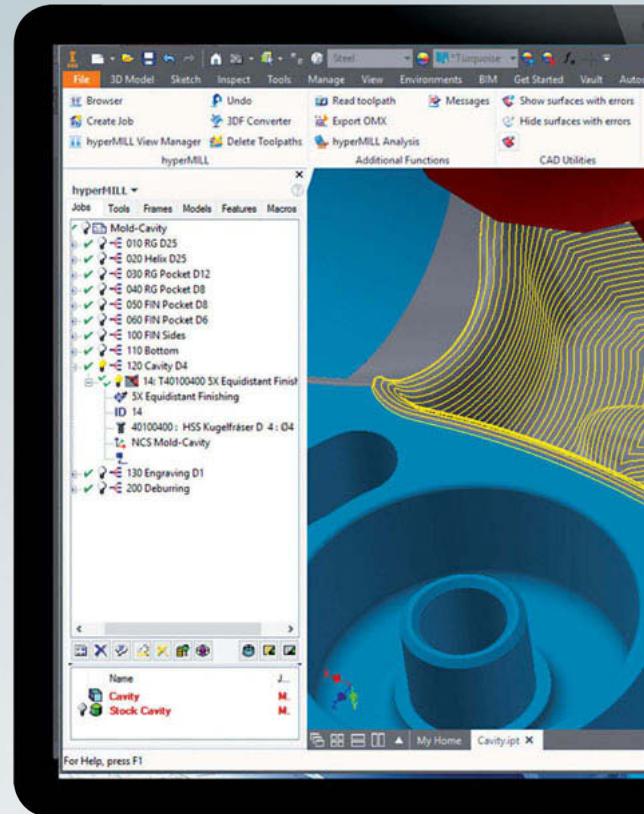 Steel
*Turquoise
File 3D Model Sketch Inspect Tools Manage View Environments BIM Get Started Vault
Browser Undo Read toolpath Messages Show surfaces with errors
Create Job 3DF Converter Export OMX Hide surfaces with errors
hyperMILL View Manager Delete Toolpaths hyperMILL Analysis
hyperMILL Additional Functions CAD Utilities
hyperMILL
Jobs Tools Frames Models Features Macros
Mold-Cavity
010 RG D25
020 Helix D25
030 RG Pocket D12
040 RG Pocket D8
050 FIN Pocket D8
060 FIN Pocket D6
100 FIN Sides
110 Bottom
120 Cavity D4
14: T40100400 5X Equidistant Finish
5X Equidistant Finishing
ID 14
40100400 : HSS Kugelfräser D 4 : Ø4
NCS Mold-Cavity
130 Engraving D1
200 Deburring
Name J...
Cavity M.
Stock Cavity M.
My Home Cavity.ipt
For Help, press F1